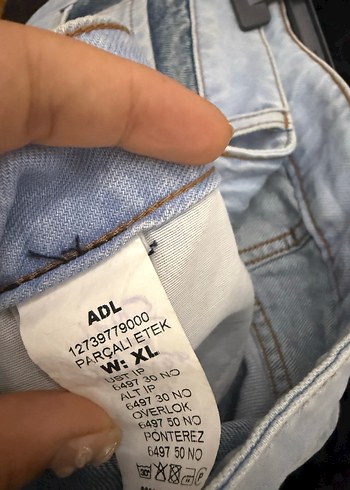 ADL
12739779000
PARÇALI ETEK
W: XL
ÜST İP
6497 30 NO
ALT İP
6497 30 NO
OVERLOK
6497 50 NO
PONTEREZ
6497 50 NO